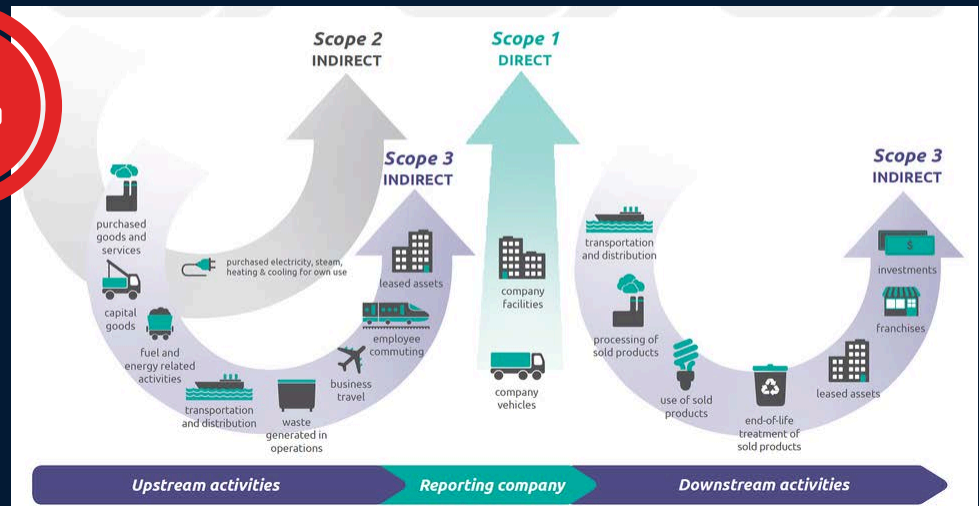 Scope 2
INDIRECT
Scope 1
DIRECT
Scope 3
INDIRECT
Scope 3
INDIRECT
purchased
goods and
services
purchased electricity, steam,
heating & cooling for own use
capital
goods
fuel and
energy related
activities
transportation
and distribution
waste
generated in
operations
business
travel
employee
commuting
leased assets
company
facilities
company
vehicles
transportation
and distribution
processing of
sold products
use of sold
products
end-of-life
treatment of
sold products
leased assets
franchises
$
investments
Upstream activities
Reporting company
Downstream activities